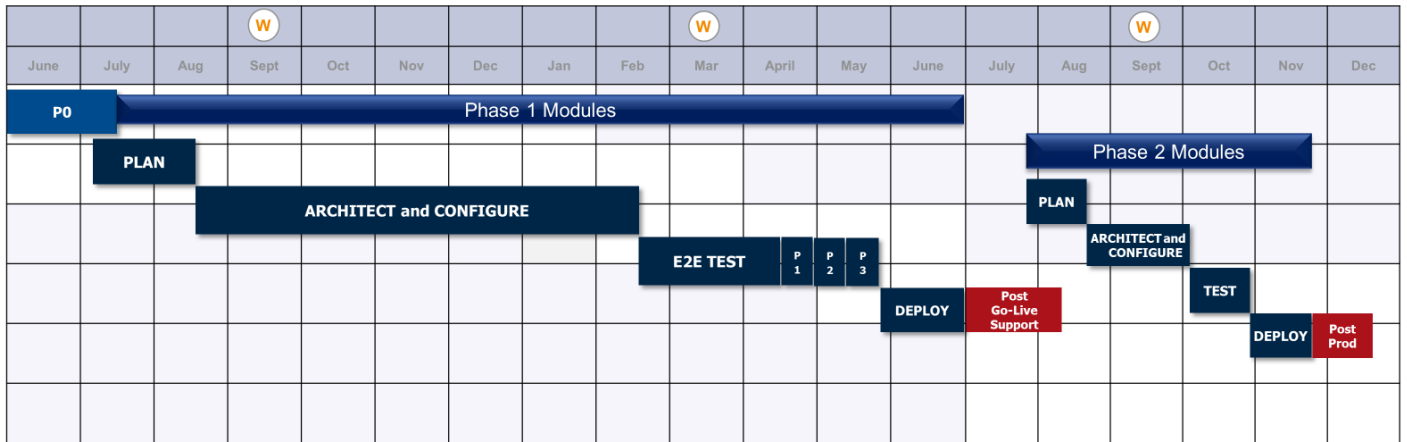 W W W
June July Aug Sept Oct Nov Dec Jan Feb Mar April May June July Aug Sept Oct Nov Dec
P0
Phase 1 Modules
PLAN
Phase 2 Modules
ARCHITECT and CONFIGURE
PLAN
E2E TEST
P
1
P
2
P
3
ARCHITECT and
CONFIGURE
DEPLOY
Post
Go-Live
Support
TEST
DEPLOY
Post
Prod